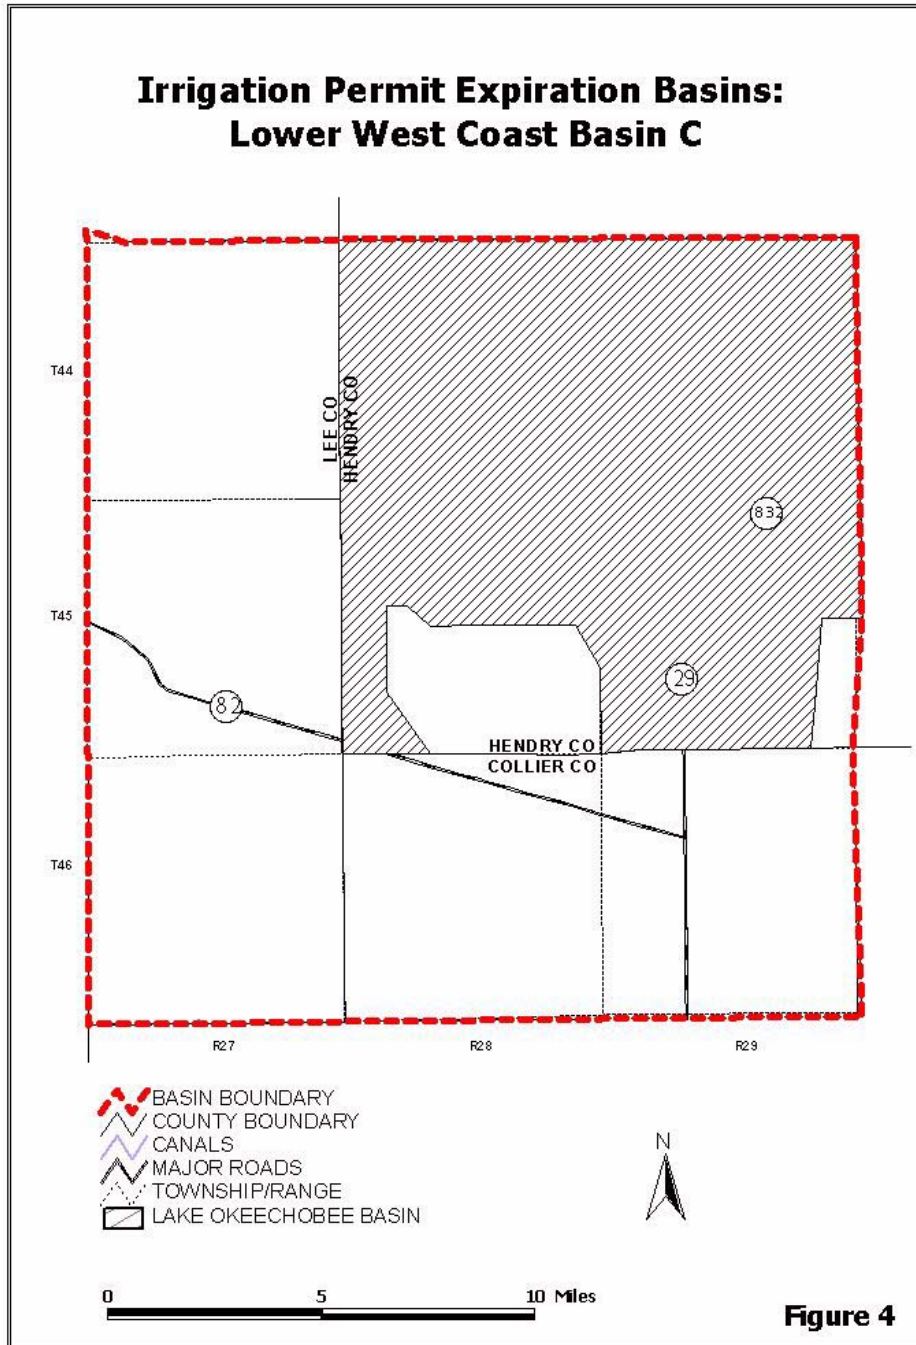 Irrigation Permit Expiration Basins:
Lower West Coast Basin C
T44
LEE CO
HENDRY CO
832
T45
29
82
HENDRY CO
COLLIER CO
T46
R27
R28
R29
BASIN BOUNDARY
COUNTY BOUNDARY
CANALS
MAJOR ROADS
TOWNSHIP/RANGE
LAKE OKEECHOBEE BASIN
N
0 5 10 Miles
Figure 4